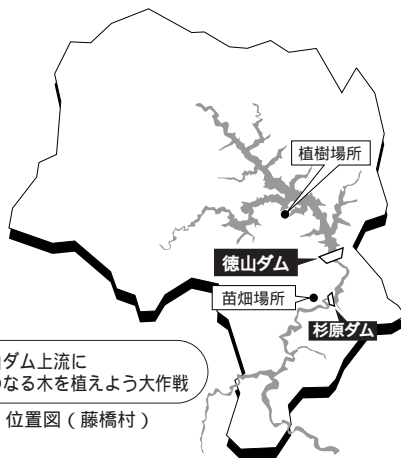 植樹場所
徳山ダム
苗畑場所
杉原ダム
ダム上流に
なる木を植えよう大作戦
位置図（藤橋村）